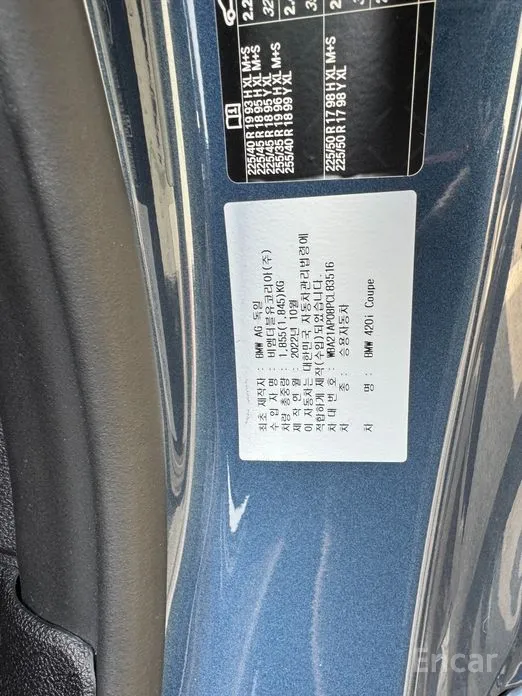 225/40 R 19 93 H XL M+S
225/45 R 18 95 H XL M+S
225/45 R 18 95 Y XL
255/35 R 19 96 H XL M+S
255/40 R 18 99 Y XL
225/50 R 17 98 H XL M+S
225/50 R 17 98 Y XL
최초 제작자 : BMW AG 독일
수 입 자 명 : 비엠더블유코리아(주)
차량 총중량 : 1,855(1,845)KG
제 작 연 월 : 2022년 10월
이 자동차는 대한민국 자동차관리법령에
적합하게 제작(수입)되었습니다.
차 대 번 호 : WBA21AP08PCL83516
차 종 : 승용자동차
차 명 : BMW 420i Coupe
Encar